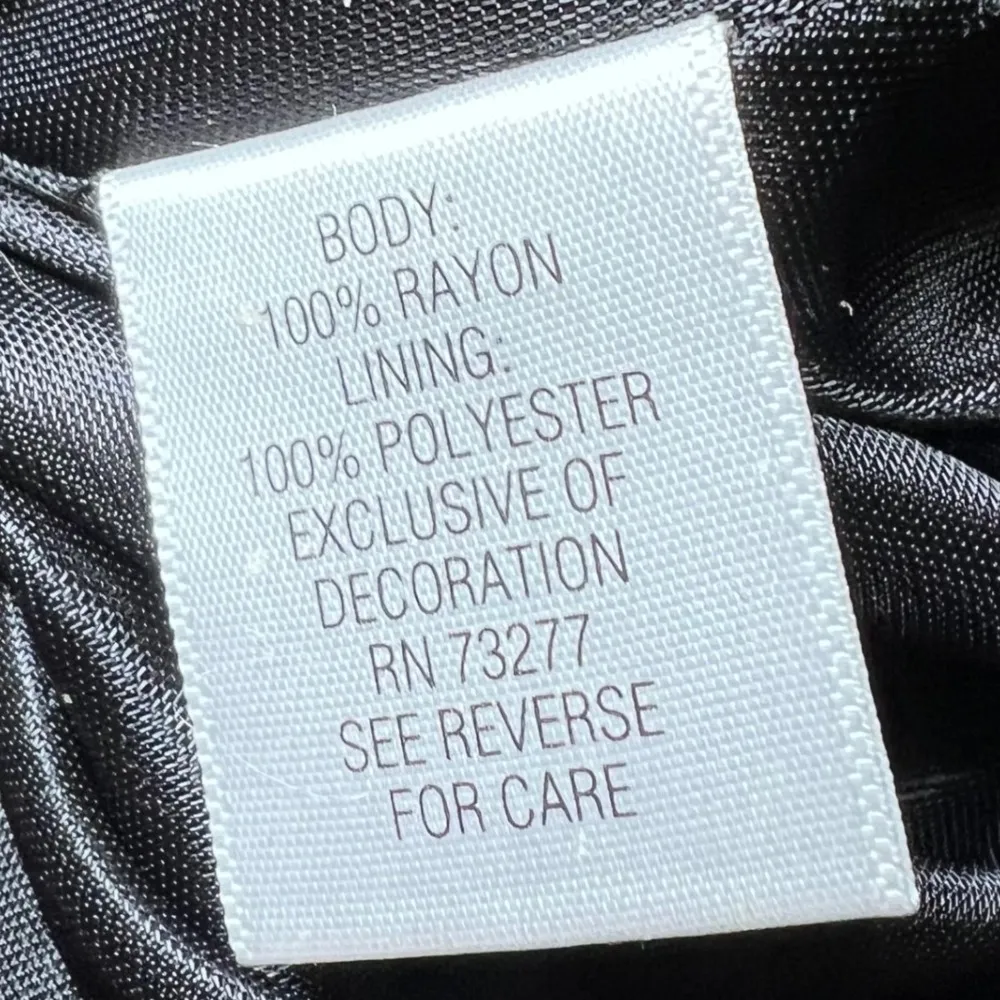 BODY:
100% RAYON
LINING:
100% POLYESTER
EXCLUSIVE OF
DECORATION
RN 73277
SEE REVERSE
FOR CARE